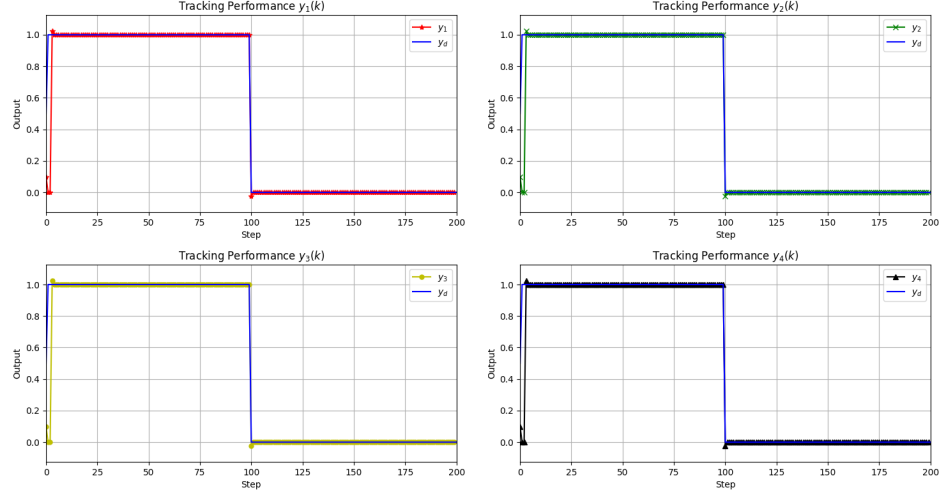 Tracking Performance y₁(k)
y₁
y_d
1.0
0.8
0.6
0.4
0.2
0.0
Output
0 25 50 75 100 125 150 175 200
Step
Tracking Performance y₂(k)
y₂
y_d
1.0
0.8
0.6
0.4
0.2
0.0
Output
0 25 50 75 100 125 150 175 200
Step
Tracking Performance y₃(k)
y₃
y_d
1.0
0.8
0.6
0.4
0.2
0.0
Output
0 25 50 75 100 125 150 175 200
Step
Tracking Performance y₄(k)
y₄
y_d
1.0
0.8
0.6
0.4
0.2
0.0
Output
0 25 50 75 100 125 150 175 200
Step